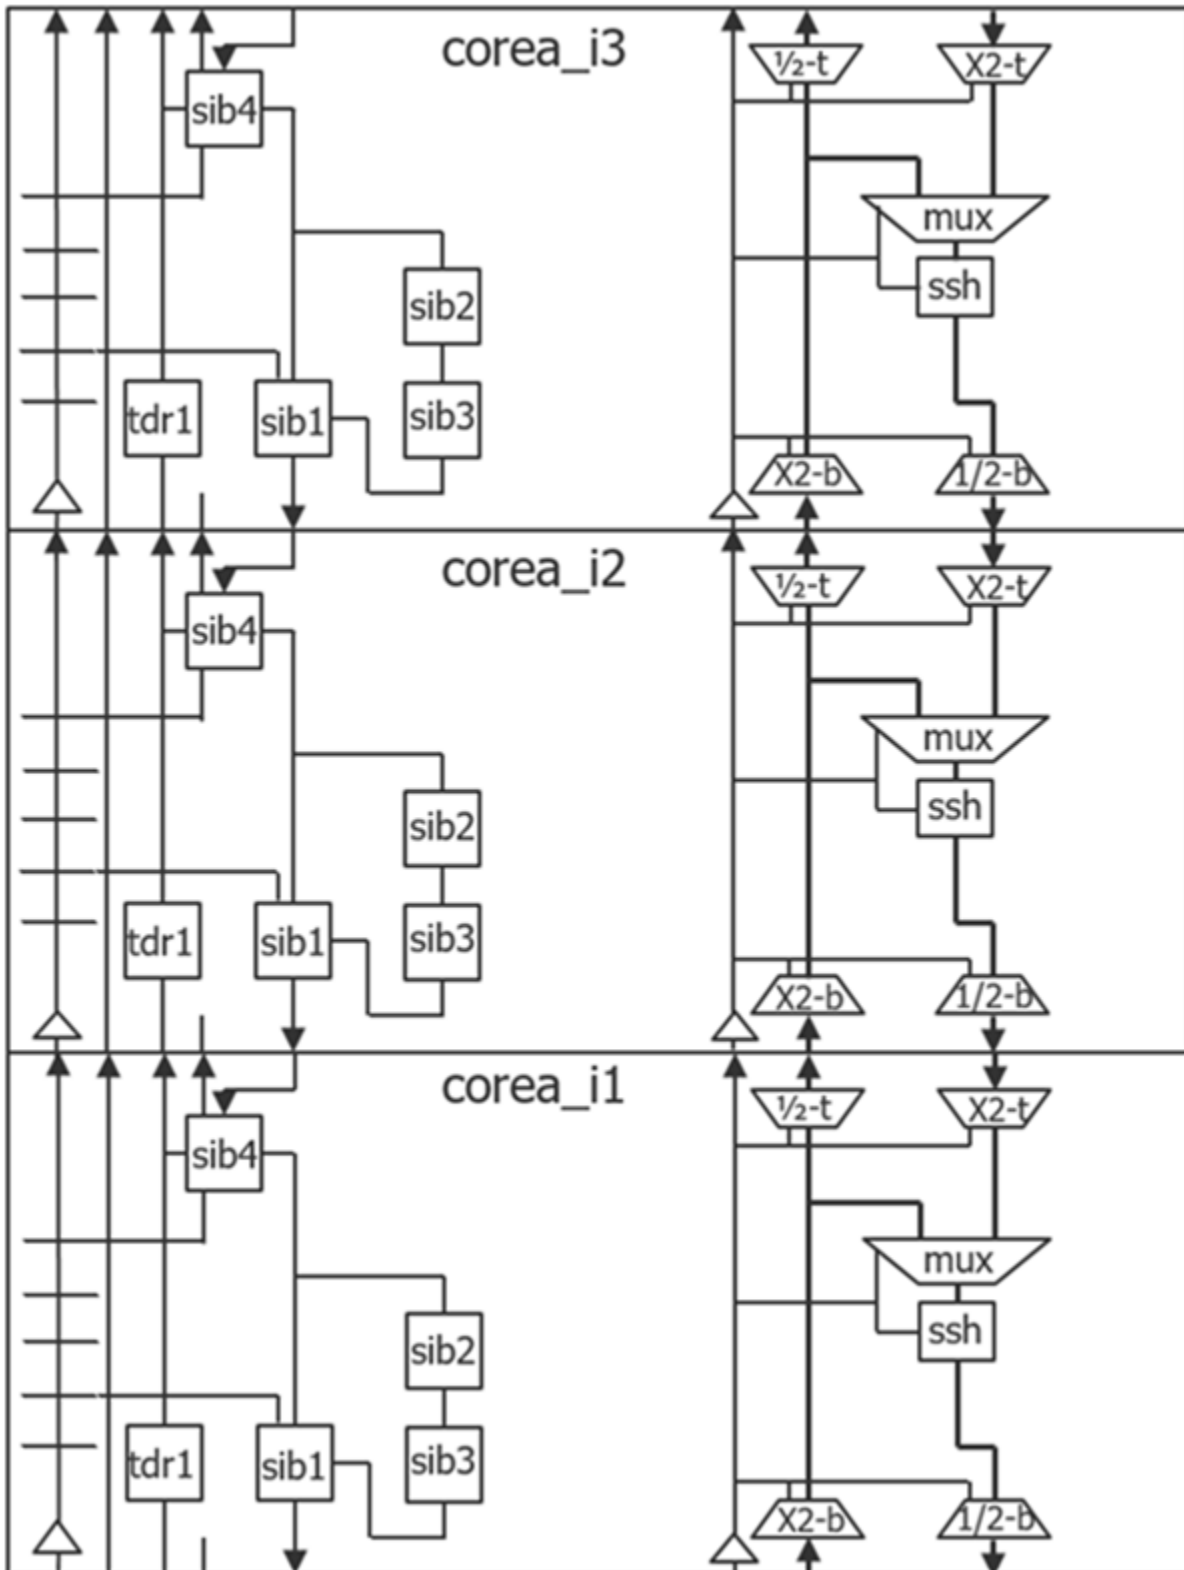 corea_i3
½-t
X2-t
sib4
mux
sib2
ssh
tdr1
sib1
sib3
X2-b
1/2-b
corea_i2
½-t
X2-t
sib4
mux
sib2
ssh
tdr1
sib1
sib3
X2-b
1/2-b
corea_i1
½-t
X2-t
sib4
mux
sib2
ssh
tdr1
sib1
sib3
X2-b
1/2-b